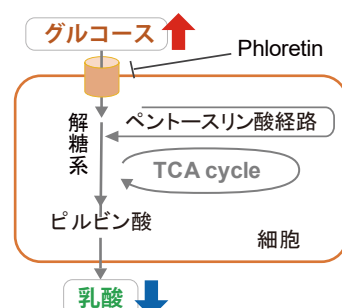 グルコース
Phloretin
解糖系
ペントースリン酸経路
TCA cycle
ピルビン酸
細胞
乳酸